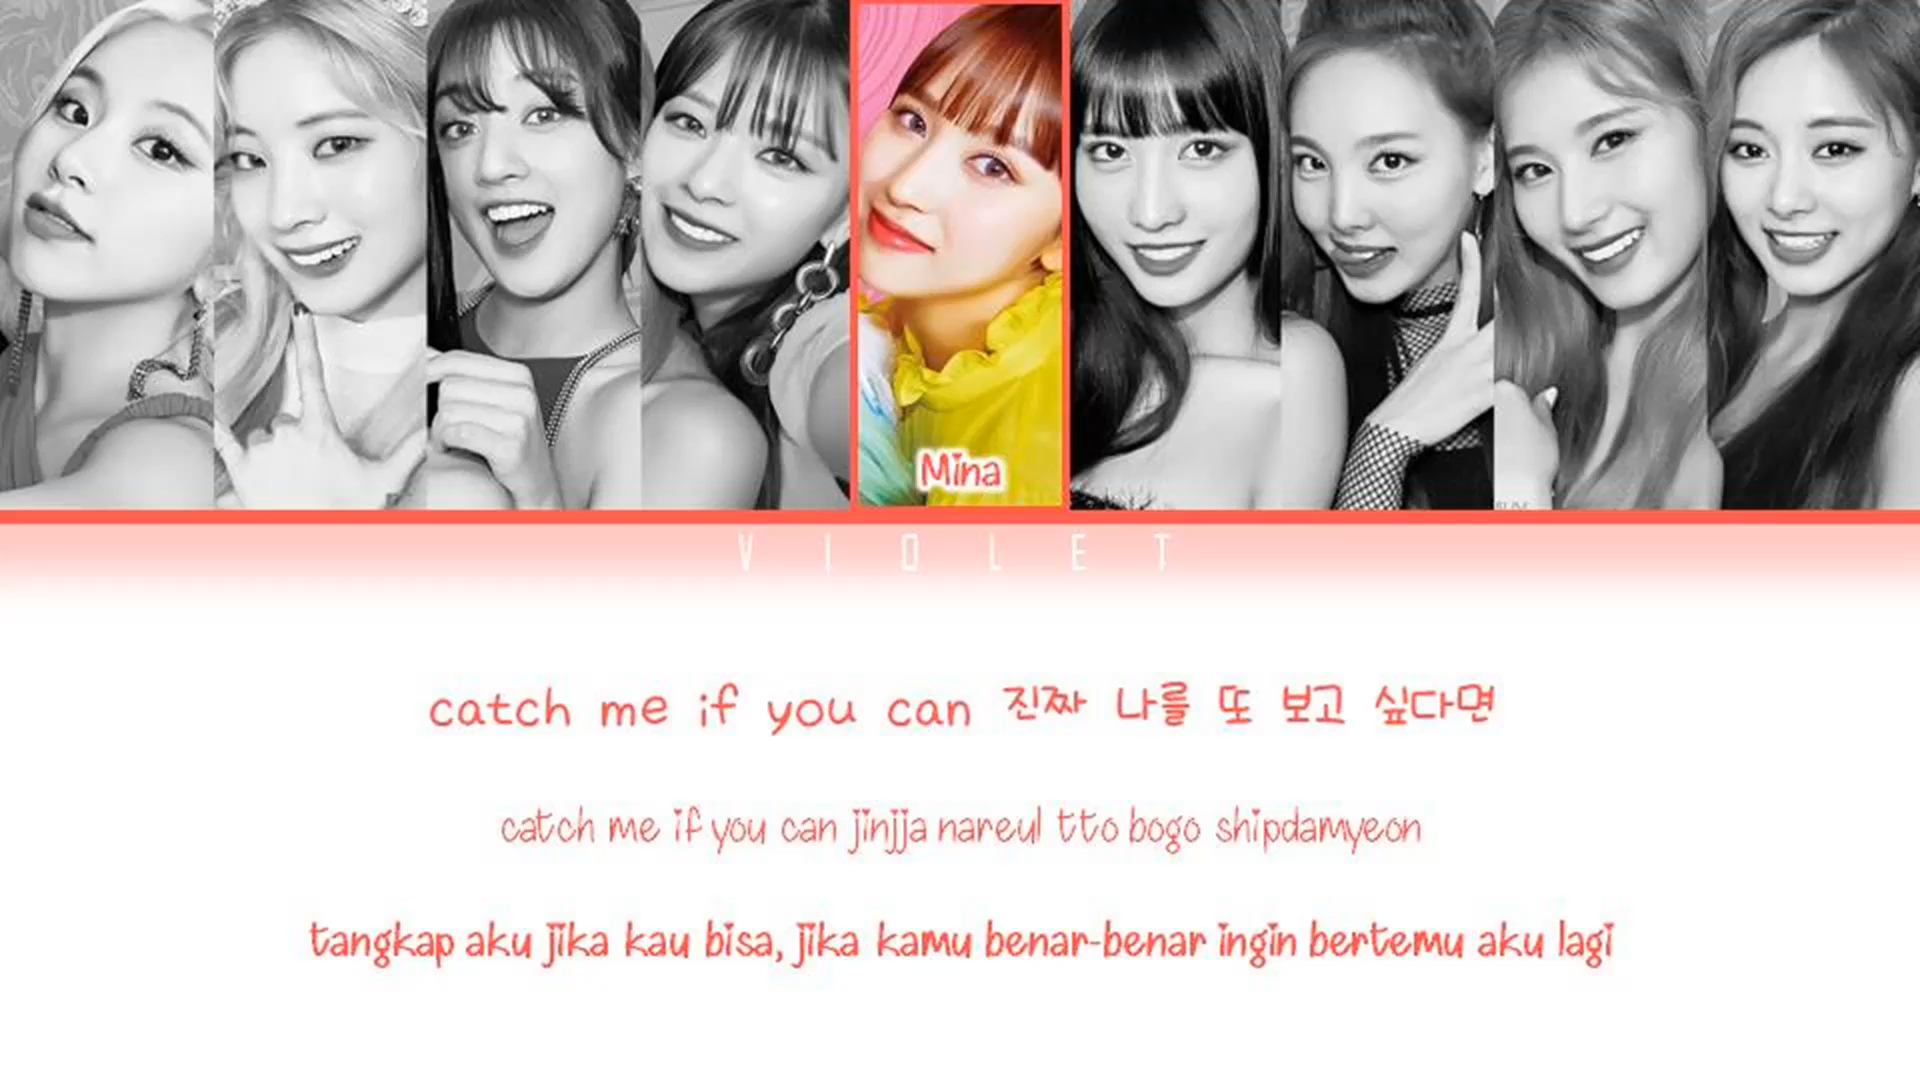 Mina
VIOLET
catch me if you can 진짜 나를 또 보고 싶다면
catch me if you can jinjja nareul tto bogo shipdamyeon
tangkap aku jika kau bisa, jika kamu benar-benar ingin bertemu aku lagi